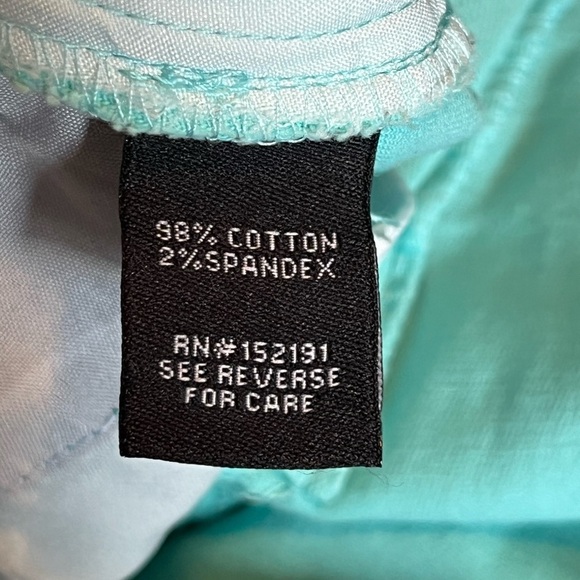 98% COTTON
2%SPANDEX
RN#152191
SEE REVERSE
FOR CARE